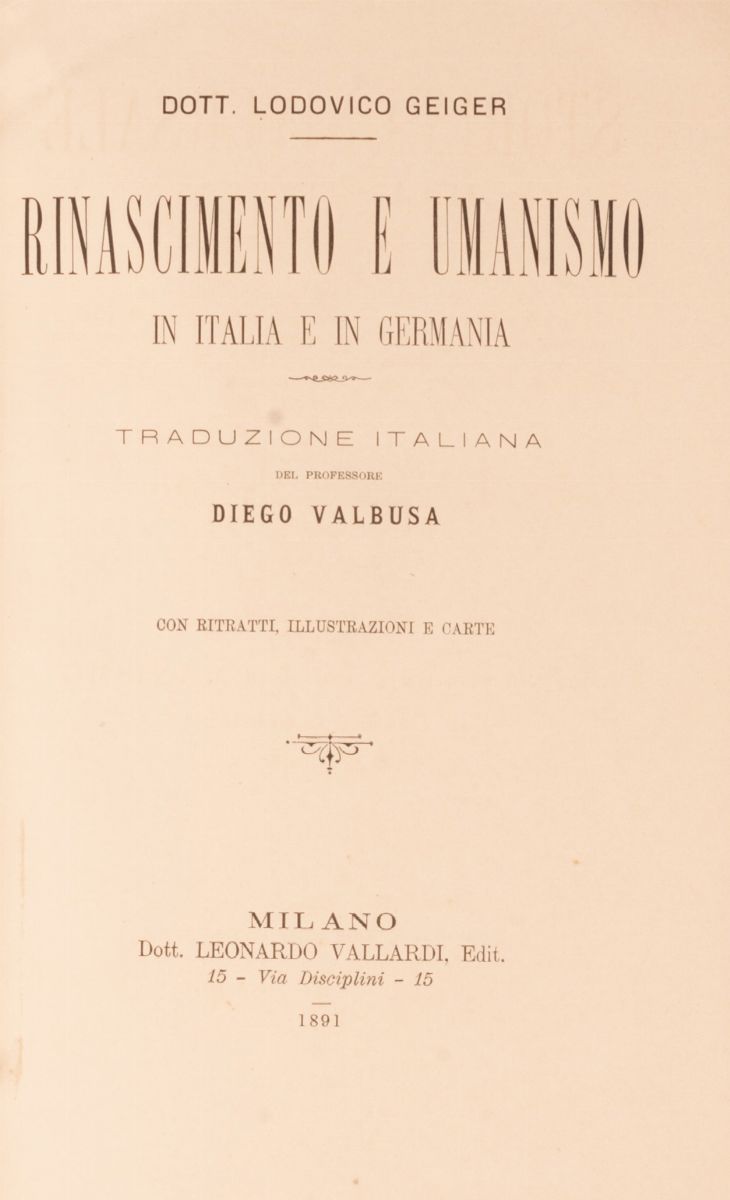 DOTT. LODOVICO GEIGER
RINASCIMENTO E UMANISMO
IN ITALIA E IN GERMANIA
TRADUZIONE ITALIANA
DEL PROFESSORE
DIEGO VALBUSA
CON RITRATTI, ILLUSTRAZIONI E CARTE
MILANO
Dott. LEONARDO VALLARDI, Edit.
15 - Via Disciplini - 15
1891